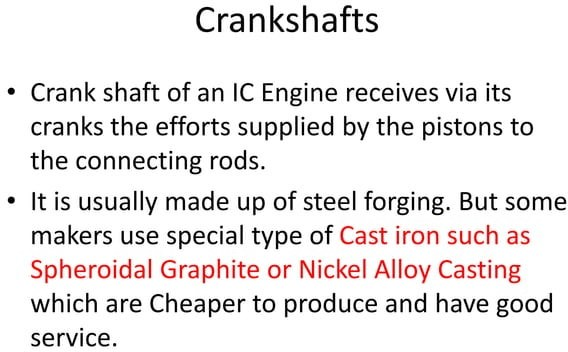 Crankshafts
• Crank shaft of an IC Engine receives via its
cranks the efforts supplied by the pistons to
the connecting rods.
• It is usually made up of steel forging. But some
makers use special type of Cast iron such as
Spheroidal Graphite or Nickel Alloy Casting
which are Cheaper to produce and have good
service.